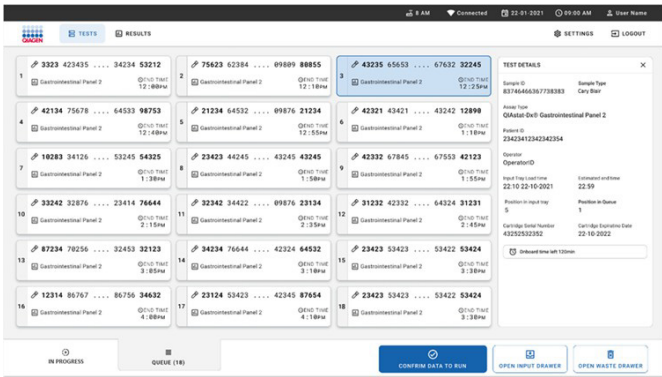 8 AM Connected 22-01-2021 09:00 AM User Name
QIAGEN TESTS RESULTS SETTINGS LOGOUT
1 3323 423435 .... 34234 53212
Gastrointestinal Panel 2 END TIME 12:00PM
2 75623 62384 .... 09809 80855
Gastrointestinal Panel 2 END TIME 12:10PM
3 43235 65653 .... 67632 32245
Gastrointestinal Panel 2 END TIME 12:25PM
4 42134 75678 .... 64533 98753
Gastrointestinal Panel 2 END TIME 12:40PM
5 21234 64532 .... 09876 21234
Gastrointestinal Panel 2 END TIME 12:55PM
6 42321 43421 .... 43242 12890
Gastrointestinal Panel 2 END TIME 1:10PM
7 10283 34126 .... 53245 54325
Gastrointestinal Panel 2 END TIME 1:30PM
8 23423 44245 .... 43245 43245
Gastrointestinal Panel 2 END TIME 1:50PM
9 42332 67845 .... 67553 42123
Gastrointestinal Panel 2 END TIME 1:55PM
10 33242 32876 .... 23414 76644
Gastrointestinal Panel 2 END TIME 2:15PM
11 32342 34422 .... 09876 23134
Gastrointestinal Panel 2 END TIME 2:35PM
12 31232 42332 .... 64324 31231
Gastrointestinal Panel 2 END TIME 2:45PM
13 87234 70256 .... 32453 32123
Gastrointestinal Panel 2 END TIME 3:05PM
14 34234 76644 .... 42324 64532
Gastrointestinal Panel 2 END TIME 3:10PM
15 23423 53423 .... 53422 53424
Gastrointestinal Panel 2 END TIME 3:30PM
16 12314 86767 .... 86756 34632
Gastrointestinal Panel 2 END TIME 4:00PM
17 23124 53423 .... 42345 87654
Gastrointestinal Panel 2 END TIME 4:10PM
18 23423 53423 .... 53422 53424
Gastrointestinal Panel 2 END TIME 3:30PM
TEST DETAILS
Sample ID Sample Type
83746466367738383 Cary Blair
Assay Type
QIAstat-Dx® Gastrointestinal Panel 2
Patient ID
23423412342342354
Operator
OperatorID
Input Tray Load time Estimated end time
22:10 22-10-2021 22:59
Position in input tray Position in Queue
5 1
Cartridge Serial Number Cartridge Expiration Date
43252532352 22-10-2022
Onboard time left 120min
IN PROGRESS
QUEUE (18)
CONFRIM DATA TO RUN
OPEN INPUT DRAWER
OPEN WASTE DRAWER